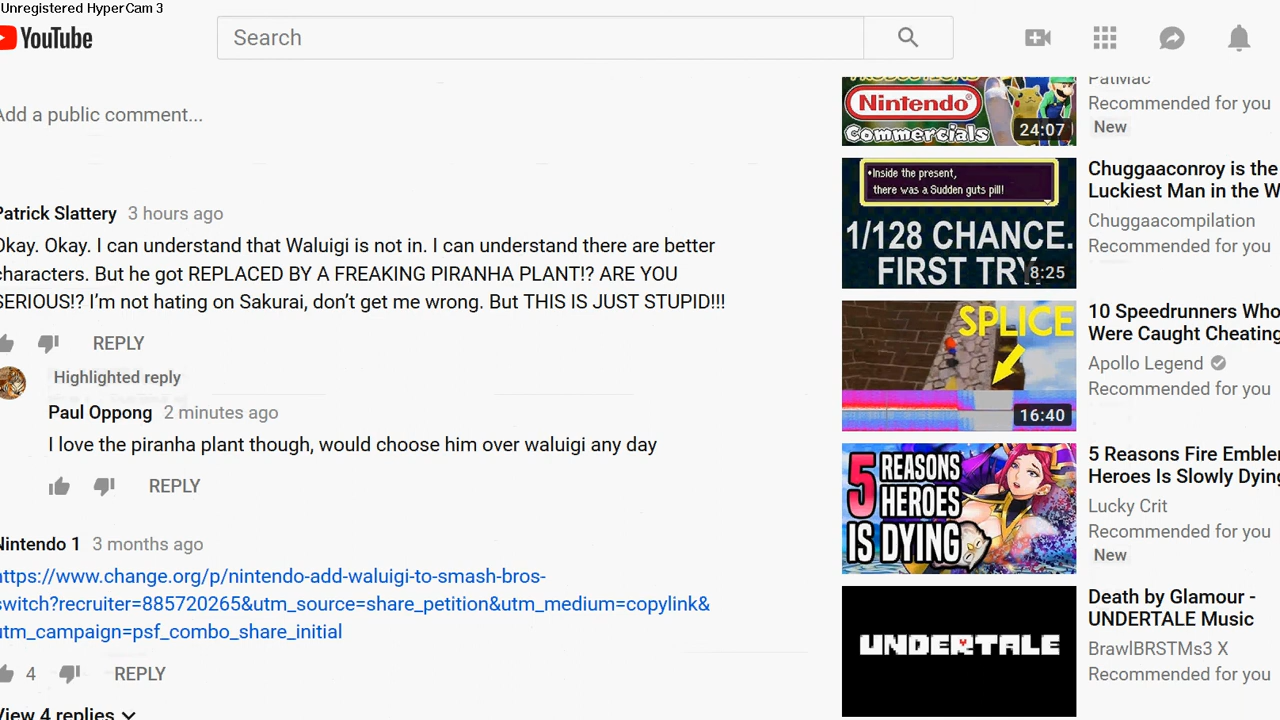 Unregistered HyperCam 3
YouTube
Search
Add a public comment...
Patrick Slattery 3 hours ago
Okay. Okay. I can understand that Waluigi is not in. I can understand there are better
characters. But he got REPLACED BY A FREAKING PIRANHA PLANT!? ARE YOU
SERIOUS!? I’m not hating on Sakurai, don’t get me wrong. But THIS IS JUST STUPID!!!
REPLY
Highlighted reply
Paul Oppong 2 minutes ago
I love the piranha plant though, would choose him over waluigi any day
REPLY
Nintendo 1 3 months ago
https://www.change.org/p/nintendo-add-waluigi-to-smash-bros-
switch?recruiter=885720265&utm_source=share_petition&utm_medium=copylink&
utm_campaign=psf_combo_share_initial
4 REPLY
View 4 replies
Nintendo®
Commercials
24:07
PatMac
Recommended for you
New
•Inside the present,
there was a Sudden guts pill!
1/128 CHANCE.
FIRST TRY.
8:25
Chuggaaconroy is the
Luckiest Man in the W
Chuggaacompilation
Recommended for you
SPLICE
16:40
10 Speedrunners Who
Were Caught Cheating
Apollo Legend
Recommended for you
5 REASONS
HEROES
IS DYING
5 Reasons Fire Emblem
Heroes Is Slowly Dying
Lucky Crit
Recommended for you
New
UNDERTALE
Death by Glamour -
UNDERTALE Music
BrawlBRSTMs3 X
Recommended for you